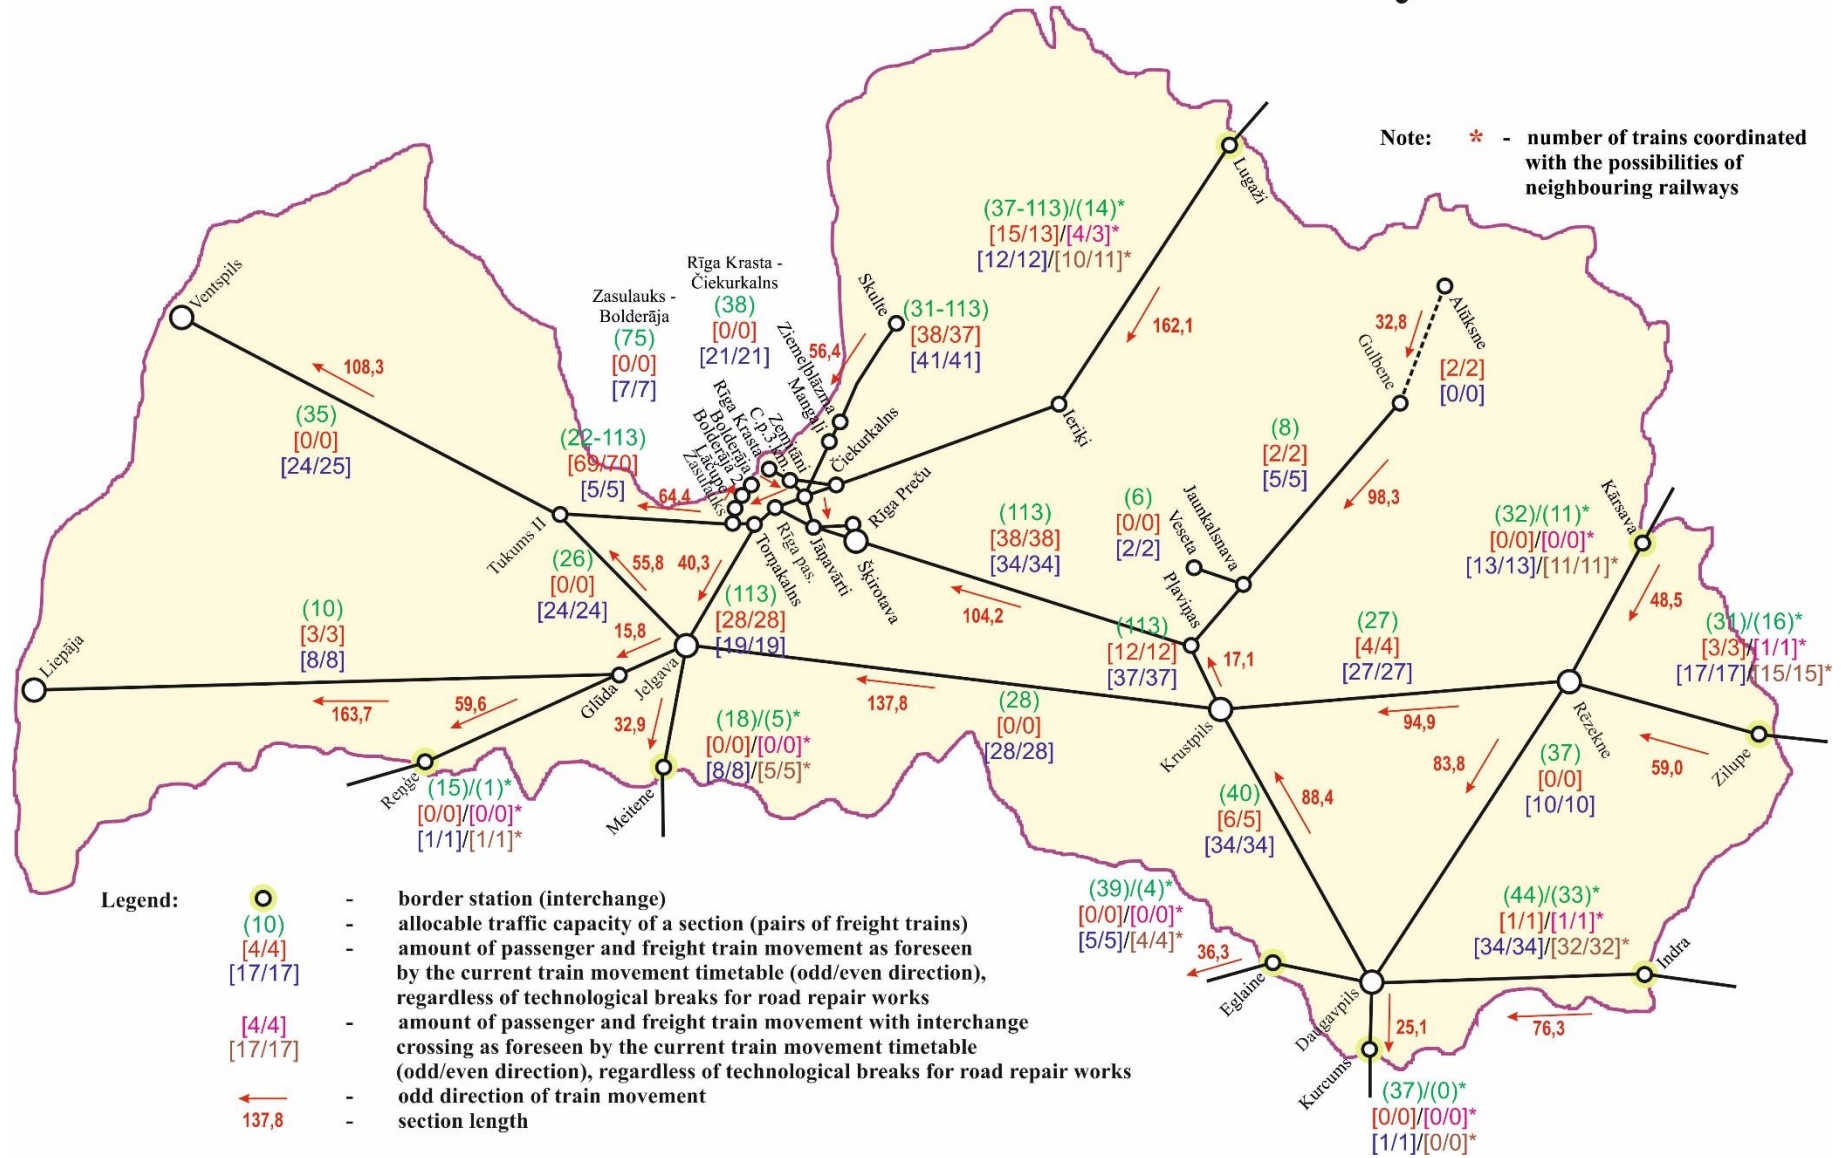 Note: * - number of trains coordinated
with the possibilities of
neighbouring railways
Lugaži
(37-113)/(14)*
[15/13]/[4/3]*
[12/12]/[10/11]*
162,1
Ventspils
108,3
(35)
[0/0]
[24/25]
Zasulauks -
Bolderāja
(75)
[0/0]
[7/7]
Rīga Krasta -
Čiekurkalns
(38)
[0/0]
[21/21]
Skulte
(31-113)
[38/37]
[41/41]
56,4
Ziemeļblāzma
Mangaļi
Čiekurkalns
Zemitāni
C.p.3.km.
Rīga Krasta
Bolderāja
Bolderāja 2
Lāčupe
Zasulauks
(22-113)
[69/70]
[5/5]
64,4
Ieriķi
Alūksne
32,8
Gulbene
[2/2]
[0/0]
(8)
[2/2]
[5/5]
98,3
Rīga Preču
Tukums II
Torņakalns
Rīga pas.
Jāņavārti
Šķirotava
(113)
[38/38]
[34/34]
104,2
(6)
[0/0]
[2/2]
Jaunkalsnava
Veseta
Pļaviņas
Kārsava
(32)/(11)*
[0/0]/[0/0]*
[13/13]/[11/11]*
48,5
(26)
[0/0]
[24/24]
55,8
40,3
(113)
[28/28]
[19/19]
(10)
[3/3]
[8/8]
Liepāja
163,7
15,8
Glūda
Jelgava
59,6
32,9
137,8
(28)
[0/0]
[28/28]
(113)
[12/12]
[37/37]
17,1
Krustpils
(27)
[4/4]
[27/27]
94,9
Rēzekne
(31)/(16)*
[3/3]/[1/1]*
[17/17]/[15/15]*
Zilupe
59,0
83,8
(37)
[0/0]
[10/10]
Reņģe
(15)/(1)*
[0/0]/[0/0]*
[1/1]/[1/1]*
Meitene
(18)/(5)*
[0/0]/[0/0]*
[8/8]/[5/5]*
(40)
[6/5]
[34/34]
88,4
(39)/(4)*
[0/0]/[0/0]*
[5/5]/[4/4]*
36,3
Eglaine
Daugavpils
(44)/(33)*
[1/1]/[1/1]*
[34/34]/[32/32]*
Indra
76,3
25,1
Kurcums
(37)/(0)*
[0/0]/[0/0]*
[1/1]/[0/0]*
Legend:
- border station (interchange)
(10) - allocable traffic capacity of a section (pairs of freight trains)
[4/4] - amount of passenger and freight train movement as foreseen
[17/17] by the current train movement timetable (odd/even direction),
regardless of technological breaks for road repair works
[4/4] - amount of passenger and freight train movement with interchange
[17/17] crossing as foreseen by the current train movement timetable
(odd/even direction), regardless of technological breaks for road repair works
- odd direction of train movement
137,8 - section length